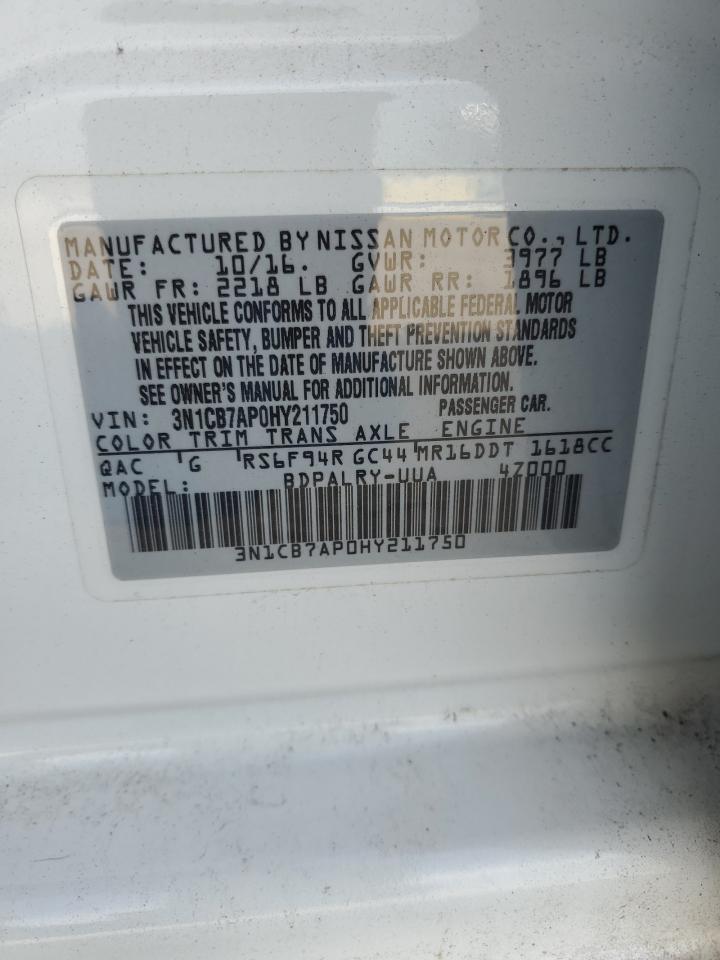 MANUFACTURED BY NISSAN MOTOR CO., LTD.
DATE: 10/16. GVWR: 3977 LB
GAWR FR: 2218 LB GAWR RR: 1896 LB
THIS VEHICLE CONFORMS TO ALL APPLICABLE FEDERAL MOTOR
VEHICLE SAFETY, BUMPER AND THEFT PREVENTION STANDARDS
IN EFFECT ON THE DATE OF MANUFACTURE SHOWN ABOVE.
SEE OWNER'S MANUAL FOR ADDITIONAL INFORMATION.
VIN: 3N1CB7AP0HY211750 PASSENGER CAR.
COLOR TRIM TRANS AXLE ENGINE
QAC G RS6F94R GC44 MR16DDT 1618CC
MODEL: BDPALRY-UUA 4Z000
3N1CB7AP0HY211750